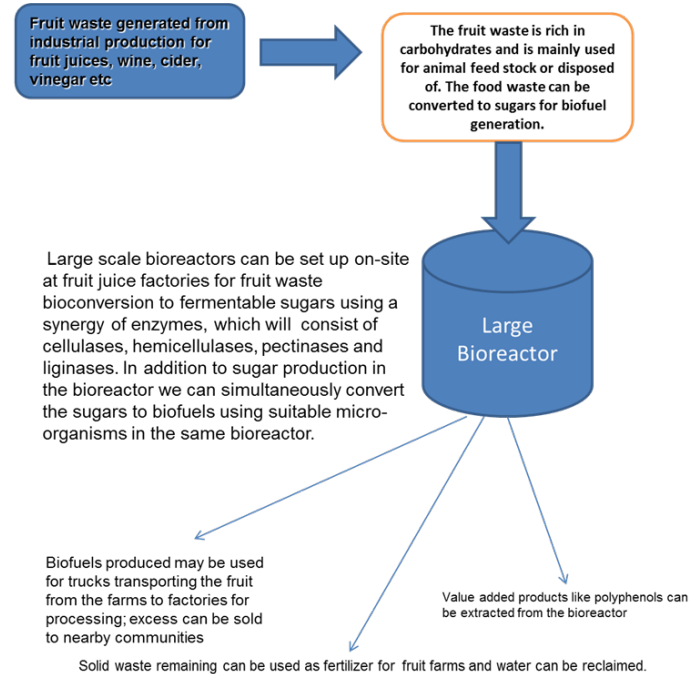 Fruit waste generated from
industrial production for
fruit juices, wine, cider,
vinegar etc
The fruit waste is rich in
carbohydrates and is mainly used
for animal feed stock or disposed
of. The food waste can be
converted to sugars for biofuel
generation.
Large scale bioreactors can be set up on-site
at fruit juice factories for fruit waste
bioconversion to fermentable sugars using a
synergy of enzymes, which will consist of
cellulases, hemicellulases, pectinases and
liginases. In addition to sugar production in
the bioreactor we can simultaneously convert
the sugars to biofuels using suitable micro-
organisms in the same bioreactor.
Large
Bioreactor
Biofuels produced may be used
for trucks transporting the fruit
from the farms to factories for
processing; excess can be sold
to nearby communities
Value added products like polyphenols can
be extracted from the bioreactor
Solid waste remaining can be used as fertilizer for fruit farms and water can be reclaimed.